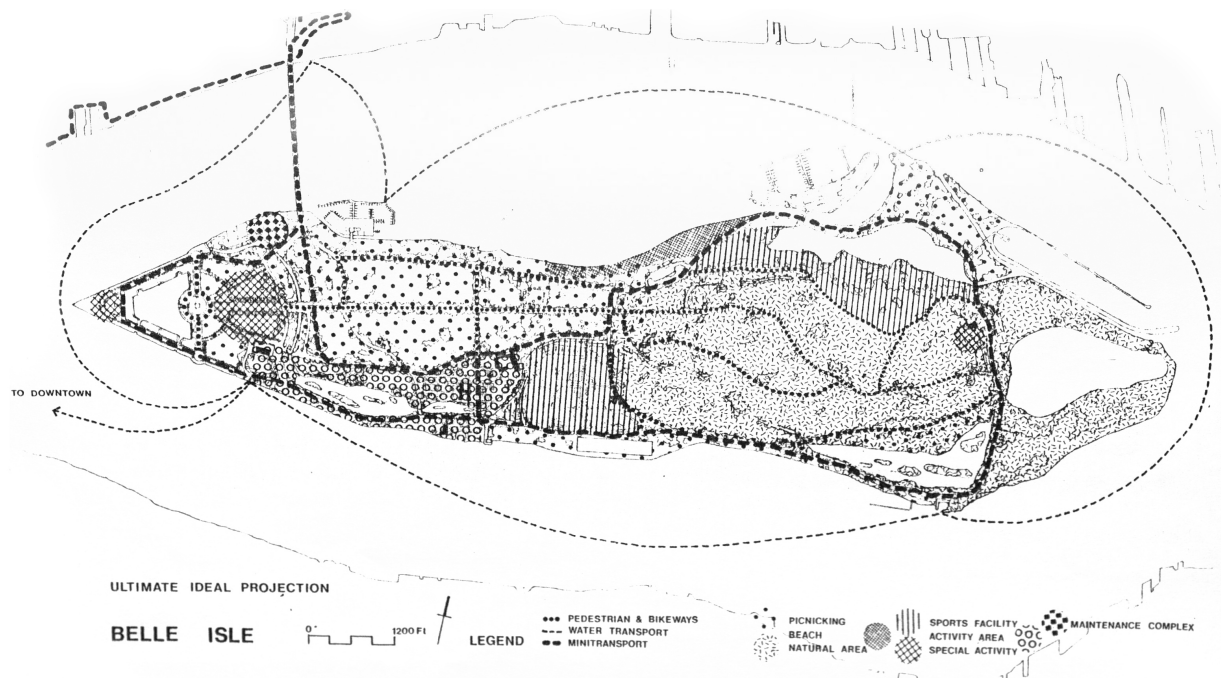 TO DOWNTOWN
ULTIMATE IDEAL PROJECTION
BELLE ISLE
0'
1200 Ft
LEGEND
PEDESTRIAN & BIKEWAYS
WATER TRANSPORT
MINITRANSPORT
PICNICKING
BEACH
NATURAL AREA
SPORTS FACILITY
ACTIVITY AREA
SPECIAL ACTIVITY
MAINTENANCE COMPLEX